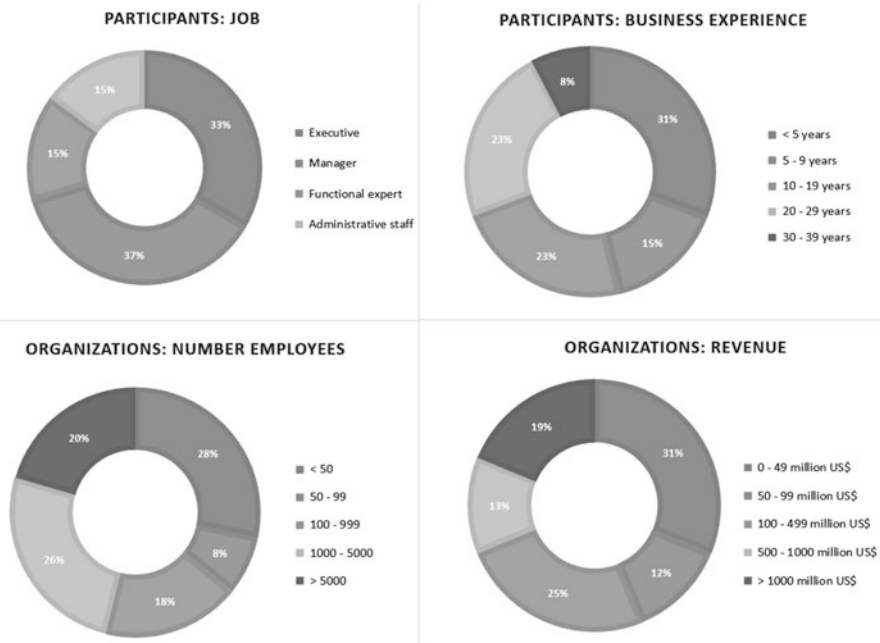 PARTICIPANTS: JOB
15%
33%
15%
37%
Executive
Manager
Functional expert
Administrative staff
PARTICIPANTS: BUSINESS EXPERIENCE
8%
31%
23%
23%
15%
< 5 years
5 - 9 years
10 - 19 years
20 - 29 years
30 - 39 years
ORGANIZATIONS: NUMBER EMPLOYEES
20%
28%
8%
26%
18%
< 50
50 - 99
100 - 999
1000 - 5000
> 5000
ORGANIZATIONS: REVENUE
19%
31%
13%
12%
25%
0 - 49 million US$
50 - 99 million US$
100 - 499 million US$
500 - 1000 million US$
> 1000 million US$